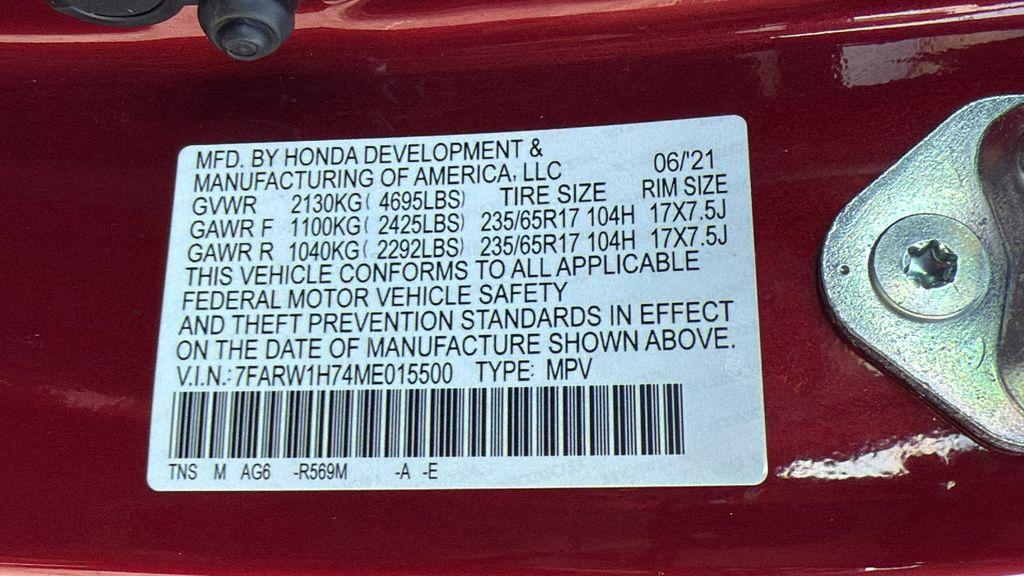 MFD. BY HONDA DEVELOPMENT &
MANUFACTURING OF AMERICA, LLC 06/'21
GVWR 2130KG( 4695LBS) TIRE SIZE RIM SIZE
GAWR F 1100KG( 2425LBS) 235/65R17 104H 17X7.5J
GAWR R 1040KG( 2292LBS) 235/65R17 104H 17X7.5J
THIS VEHICLE CONFORMS TO ALL APPLICABLE
FEDERAL MOTOR VEHICLE SAFETY
AND THEFT PREVENTION STANDARDS IN EFFECT
ON THE DATE OF MANUFACTURE SHOWN ABOVE.
V.I.N.: 7FARW1H74ME015500 TYPE: MPV
TNS M AG6 -R569M -A -E